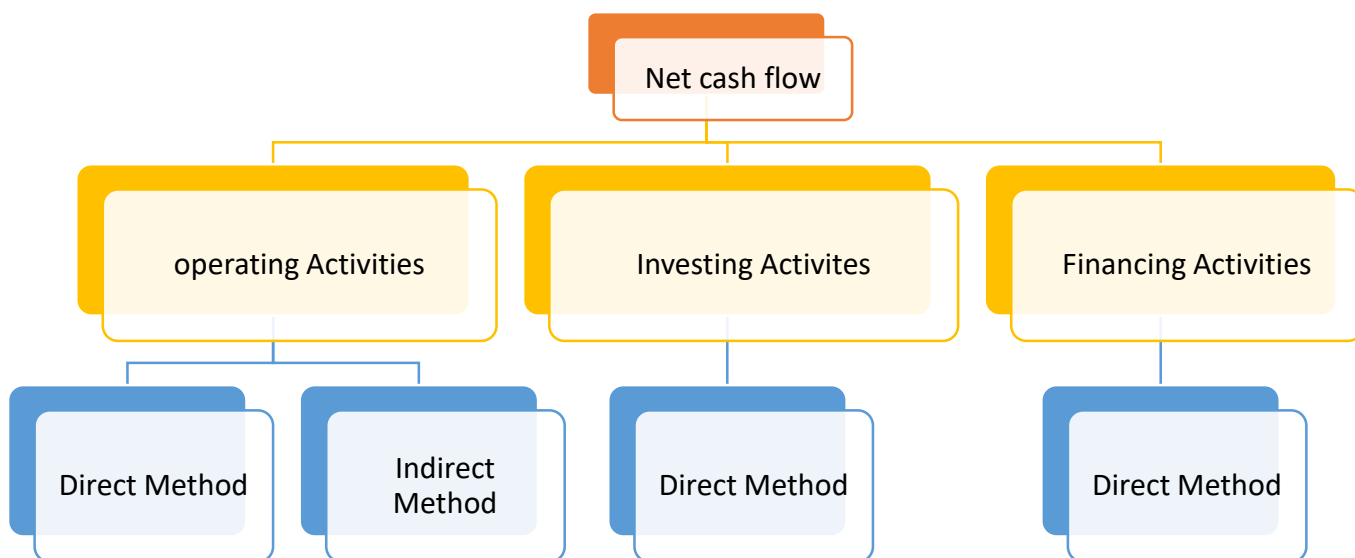 Net cash flow
operating Activities
Investing Activites
Financing Activities
Direct Method
Indirect
Method
Direct Method
Direct Method